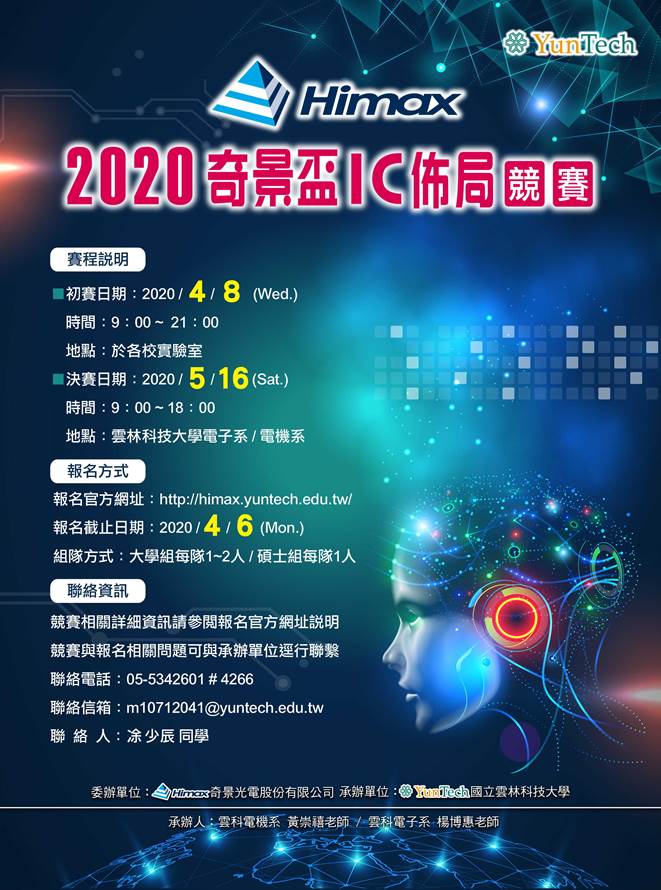 YunTech
Himax
2020奇景盃IC佈局競賽
賽程説明
■初賽日期：2020 / 4 / 8 (Wed.)
時間：9：00 ~ 21：00
地點：於各校實驗室
■決賽日期：2020 / 5 / 16 (Sat.)
時間：9：00 ~ 18：00
地點：雲林科技大學電子系 / 電機系
報名方式
報名官方網址：http://himax.yuntech.edu.tw/
報名截止日期：2020 / 4 / 6 (Mon.)
組隊方式：大學組每隊1~2人 / 碩士組每隊1人
聯絡資訊
競賽相關詳細資訊請參閱報名官方網址説明
競賽與報名相關問題可與承辦單位逕行聯繫
聯絡電話：05-5342601 # 4266
聯絡信箱：m10712041@yuntech.edu.tw
聯 絡 人：凃少辰 同學
委辦單位：Himax奇景光電股份有限公司 承辦單位：YunTech國立雲林科技大學
承辦人：雲科電機系 黃崇禧老師 / 雲科電子系 楊博惠老師